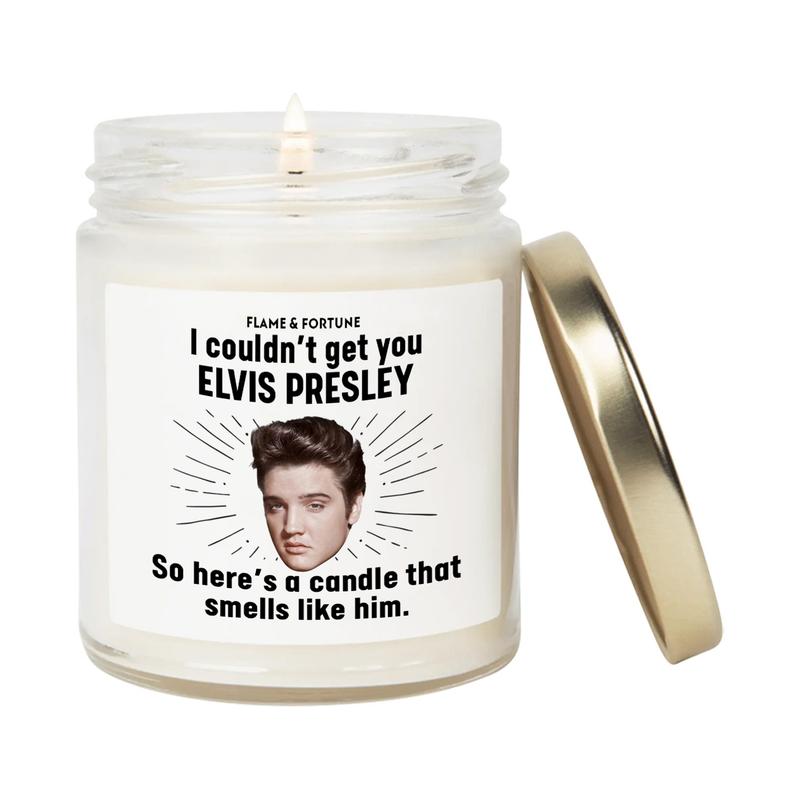 FLAME & FORTUNE
I couldn't get you
ELVIS PRESLEY
So here's a candle that
smells like him.